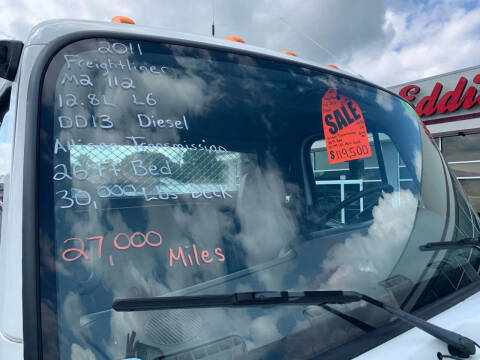 2011
Freightliner
M2 112
12.8L L6
DD13 Diesel
Allison Transmission
26 Ft Bed
30,000 Lbs Deck
27,000 Miles
SALE
$119,500
Eddi